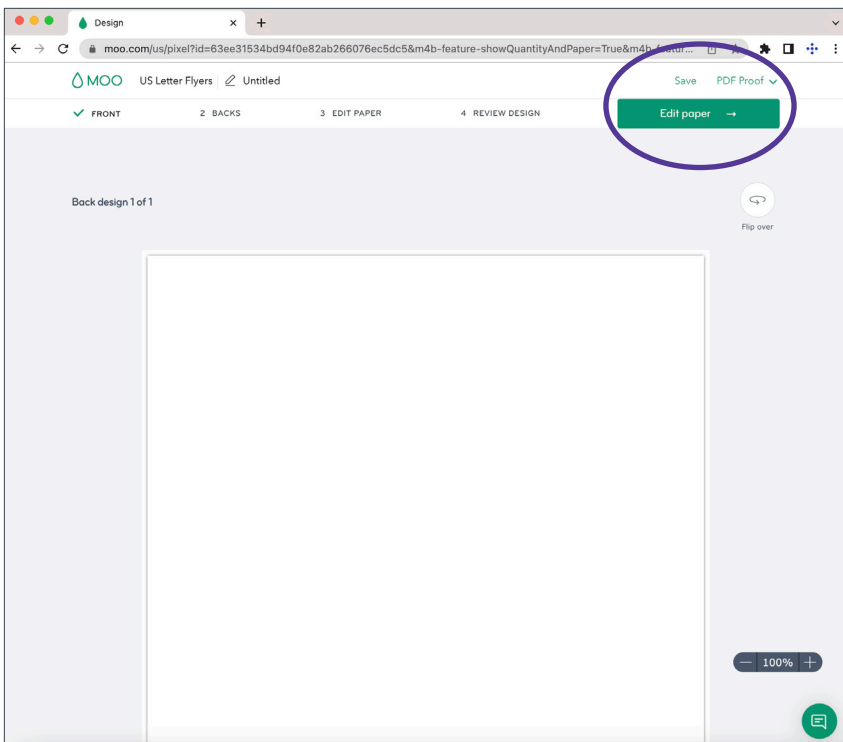 Design
moo.com/us/pixel?id=63ee31534bd94f0e82ab266076ec5dc5&m4b-feature-showQuantityAndPaper=True&m4b-featur...
MOO US Letter Flyers Untitled Save PDF Proof
FRONT 2 BACKS 3 EDIT PAPER 4 REVIEW DESIGN Edit paper →
Back design 1 of 1
Flip over
100%